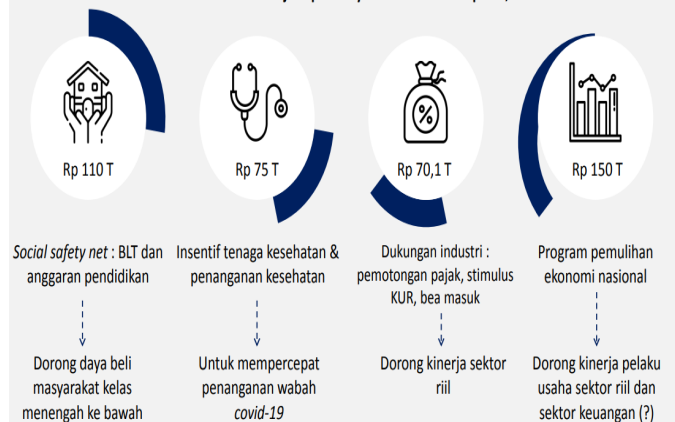 Rp 110 T
Rp 75 T
Rp 70,1 T
Rp 150 T
Social safety net : BLT dan
anggaran pendidikan
Insentif tenaga kesehatan &
penanganan kesehatan
Dukungan industri :
pemotongan pajak, stimulus
KUR, bea masuk
Program pemulihan
ekonomi nasional
Dorong daya beli
masyarakat kelas
menengah ke bawah
Untuk mempercepat
penanganan wabah
covid-19
Dorong kinerja sektor
riil
Dorong kinerja pelaku
usaha sektor riil dan
sektor keuangan (?)